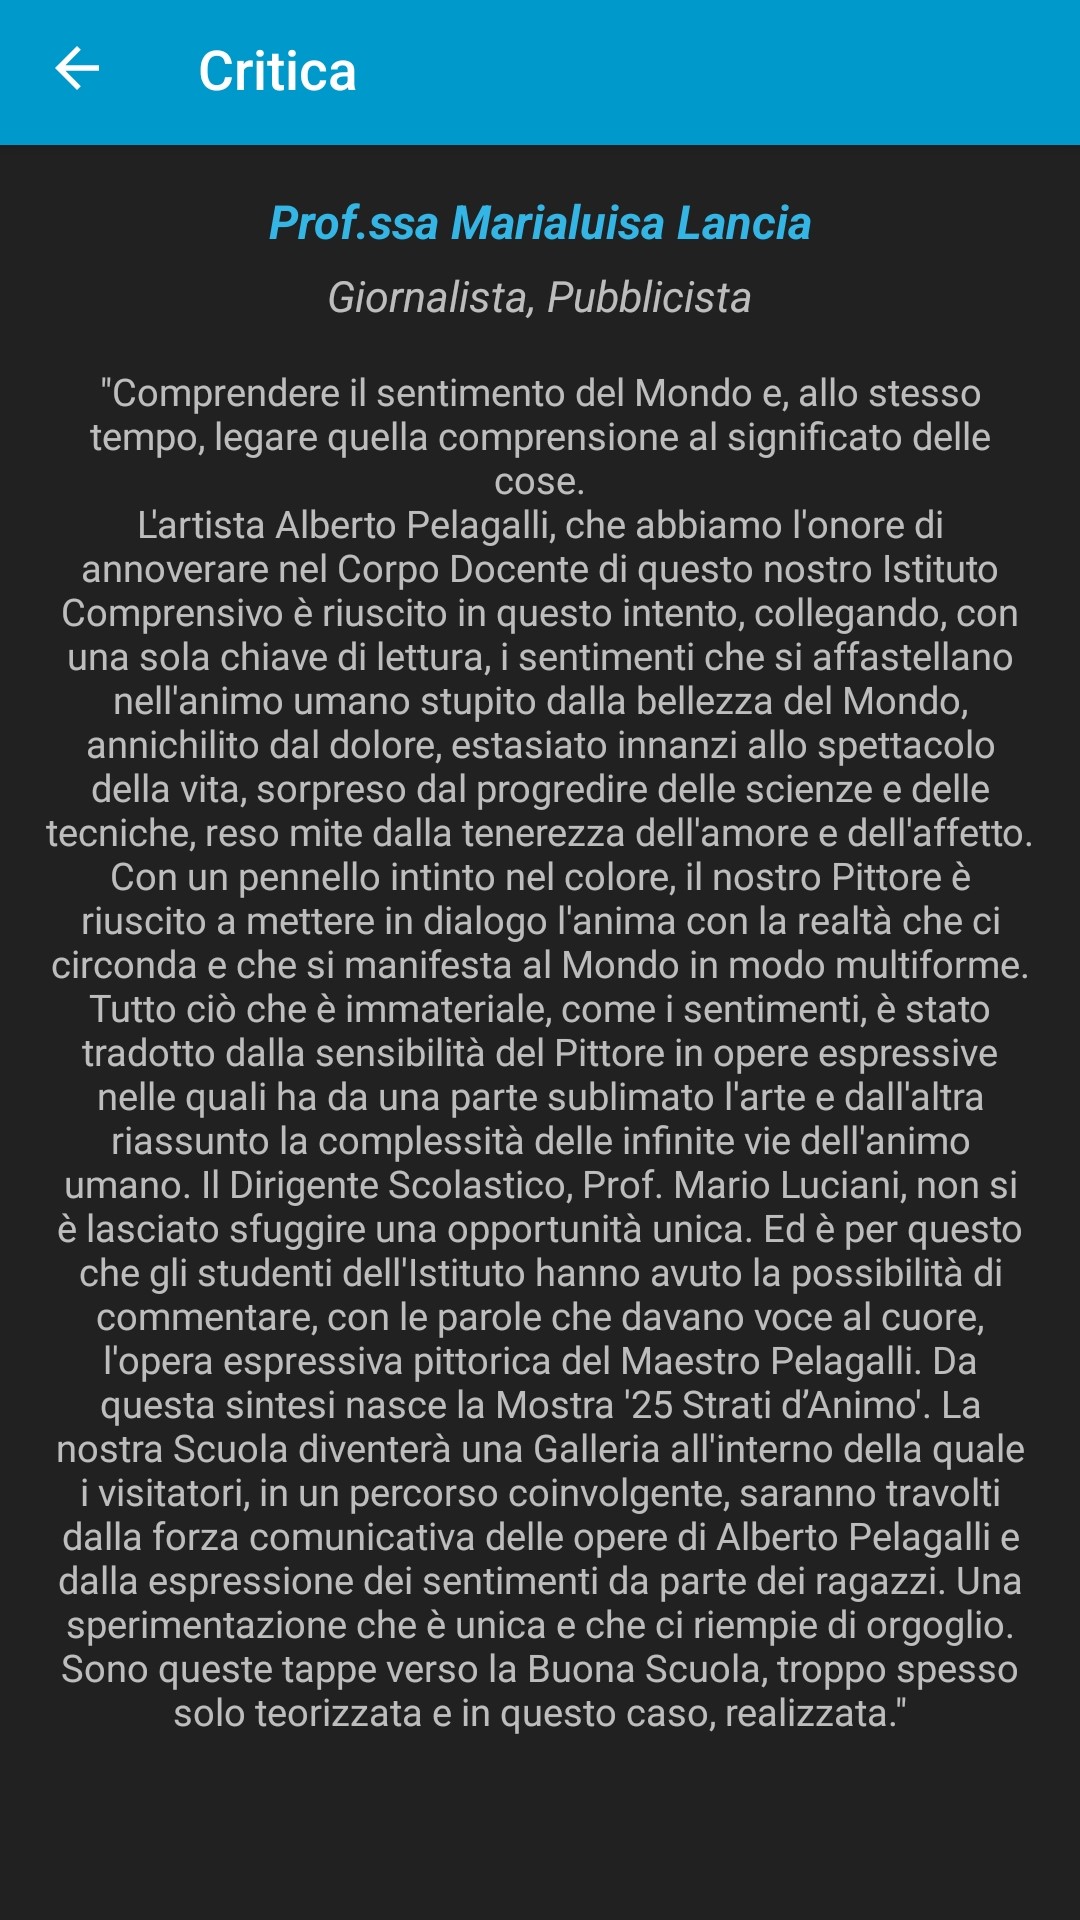 Critica
Prof.ssa Marialuisa Lancia
Giornalista, Pubblicista
"Comprendere il sentimento del Mondo e, allo stesso
tempo, legare quella comprensione al significato delle
cose.
L'artista Alberto Pelagalli, che abbiamo l'onore di
annoverare nel Corpo Docente di questo nostro Istituto
Comprensivo è riuscito in questo intento, collegando, con
una sola chiave di lettura, i sentimenti che si affastellano
nell'animo umano stupito dalla bellezza del Mondo,
annichilito dal dolore, estasiato innanzi allo spettacolo
della vita, sorpreso dal progredire delle scienze e delle
tecniche, reso mite dalla tenerezza dell'amore e dell'affetto.
Con un pennello intinto nel colore, il nostro Pittore è
riuscito a mettere in dialogo l'anima con la realtà che ci
circonda e che si manifesta al Mondo in modo multiforme.
Tutto ciò che è immateriale, come i sentimenti, è stato
tradotto dalla sensibilità del Pittore in opere espressive
nelle quali ha da una parte sublimato l'arte e dall'altra
riassunto la complessità delle infinite vie dell'animo
umano. Il Dirigente Scolastico, Prof. Mario Luciani, non si
è lasciato sfuggire una opportunità unica. Ed è per questo
che gli studenti dell'Istituto hanno avuto la possibilità di
commentare, con le parole che davano voce al cuore,
l'opera espressiva pittorica del Maestro Pelagalli. Da
questa sintesi nasce la Mostra '25 Strati d’Animo'. La
nostra Scuola diventerà una Galleria all'interno della quale
i visitatori, in un percorso coinvolgente, saranno travolti
dalla forza comunicativa delle opere di Alberto Pelagalli e
dalla espressione dei sentimenti da parte dei ragazzi. Una
sperimentazione che è unica e che ci riempie di orgoglio.
Sono queste tappe verso la Buona Scuola, troppo spesso
solo teorizzata e in questo caso, realizzata."